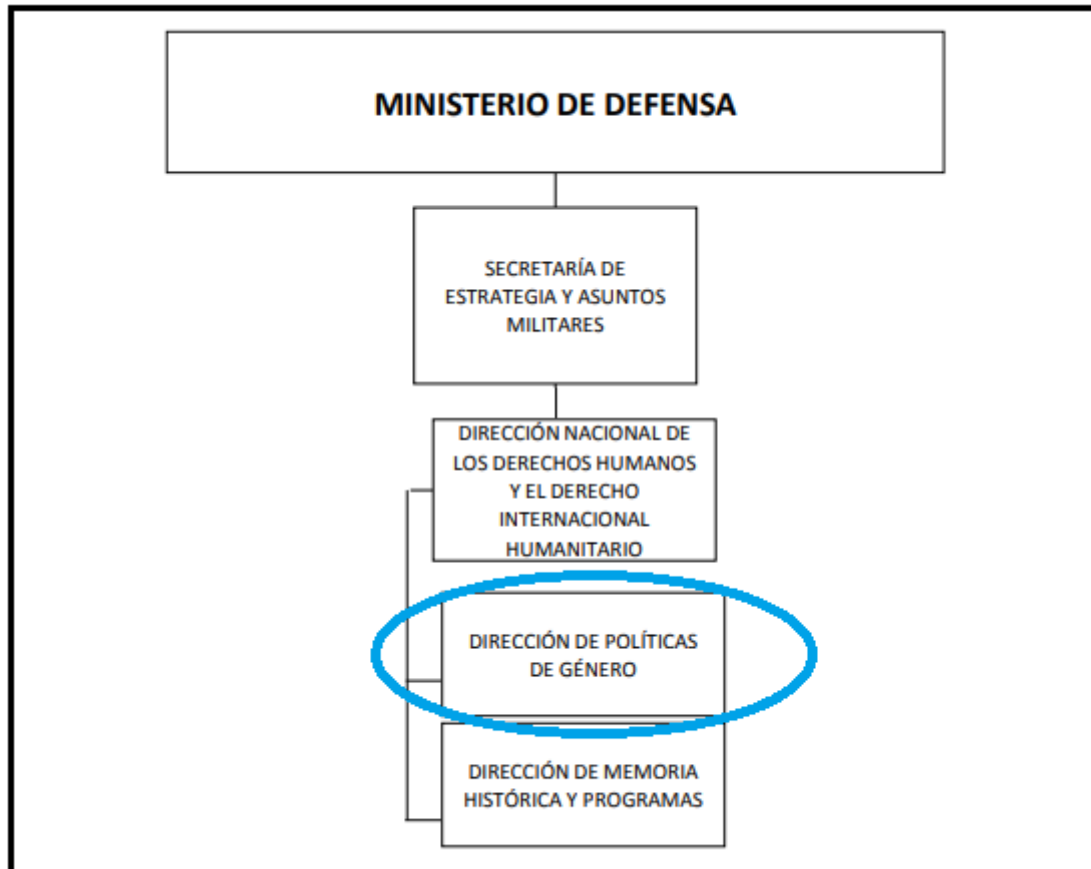 MINISTERIO DE DEFENSA
SECRETARÍA DE
ESTRATEGIA Y ASUNTOS
MILITARES
DIRECCIÓN NACIONAL DE
LOS DERECHOS HUMANOS
Y EL DERECHO
INTERNACIONAL
HUMANITARIO
DIRECCIÓN DE POLÍTICAS
DE GÉNERO
DIRECCIÓN DE MEMORIA
HISTÓRICA Y PROGRAMAS